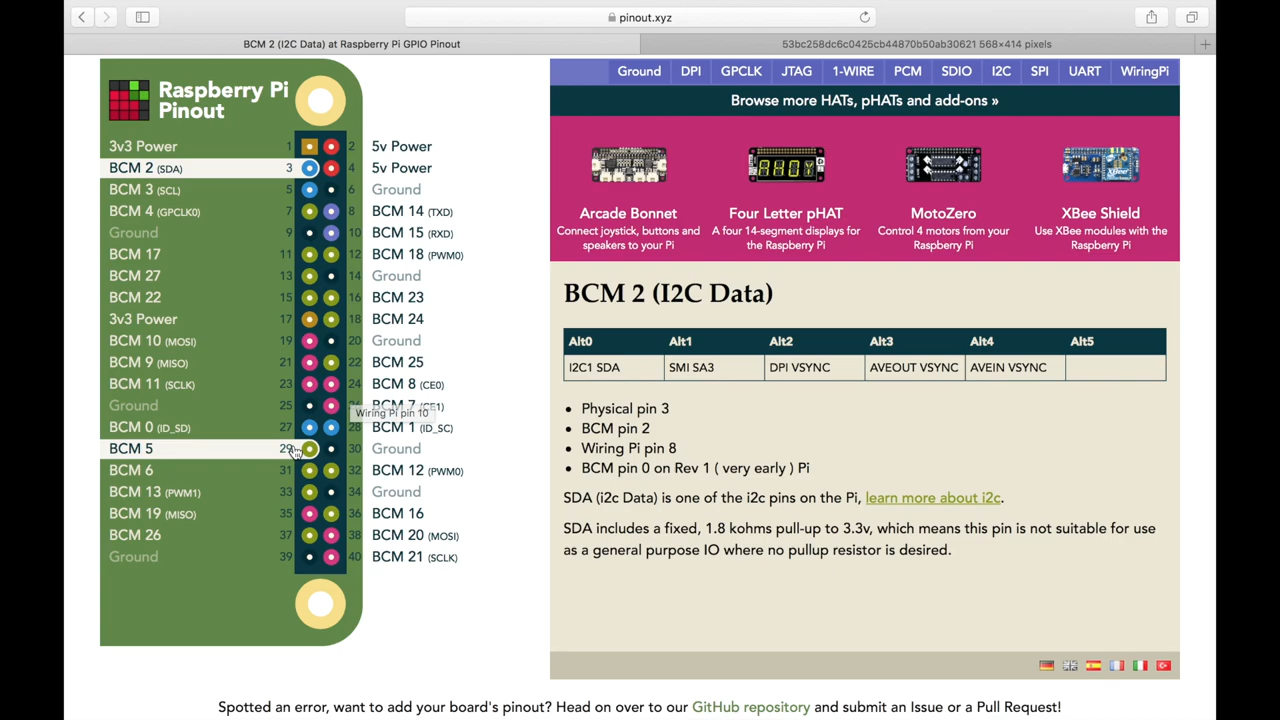 pinout.xyz
BCM 2 (I2C Data) at Raspberry Pi GPIO Pinout
53bc258dc6c0425cb44870b50ab30621 568×414 pixels
Raspberry Pi
Pinout
3v3 Power 1 2 5v Power
BCM 2 (SDA) 3 4 5v Power
BCM 3 (SCL) 5 6 Ground
BCM 4 (GPCLK0) 7 8 BCM 14 (TXD)
Ground 9 10 BCM 15 (RXD)
BCM 17 11 12 BCM 18 (PWM0)
BCM 27 13 14 Ground
BCM 22 15 16 BCM 23
3v3 Power 17 18 BCM 24
BCM 10 (MOSI) 19 20 Ground
BCM 9 (MISO) 21 22 BCM 25
BCM 11 (SCLK) 23 24 BCM 8 (CE0)
Ground 25 26 BCM 7 (CE1)
Wiring Pi pin 10
BCM 0 (ID_SD) 27 28 BCM 1 (ID_SC)
BCM 5 29 30 Ground
BCM 6 31 32 BCM 12 (PWM0)
BCM 13 (PWM1) 33 34 Ground
BCM 19 (MISO) 35 36 BCM 16
BCM 26 37 38 BCM 20 (MOSI)
Ground 39 40 BCM 21 (SCLK)
Ground DPI GPCLK JTAG 1-WIRE PCM SDIO I2C SPI UART WiringPi
Browse more HATs, pHATs and add-ons »
Arcade Bonnet
Connect joystick, buttons and
speakers to your Pi
Four Letter pHAT
A four 14-segment displays for
the Raspberry Pi
MotoZero
Control 4 motors from your
Raspberry Pi
XBee Shield
Use XBee modules with the
Raspberry Pi
BCM 2 (I2C Data)
Alt0 Alt1 Alt2 Alt3 Alt4 Alt5
I2C1 SDA SMI SA3 DPI VSYNC AVEOUT VSYNC AVEIN VSYNC
• Physical pin 3
• BCM pin 2
• Wiring Pi pin 8
• BCM pin 0 on Rev 1 ( very early ) Pi
SDA (i2c Data) is one of the i2c pins on the Pi, learn more about i2c.
SDA includes a fixed, 1.8 kohms pull-up to 3.3v, which means this pin is not suitable for use
as a general purpose IO where no pullup resistor is desired.
Spotted an error, want to add your board's pinout? Head on over to our GitHub repository and submit an Issue or a Pull Request!